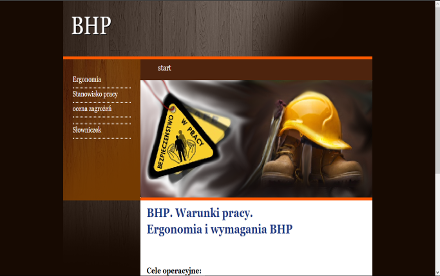 BHP
start
Ergonomia
Stanowisko pracy
ocena zagrożeń
Słowniczek
BEZPIECZEŃSTWO W PRACY
BHP. Warunki pracy.
Ergonomia i wymagania BHP
Cele operacyjne: